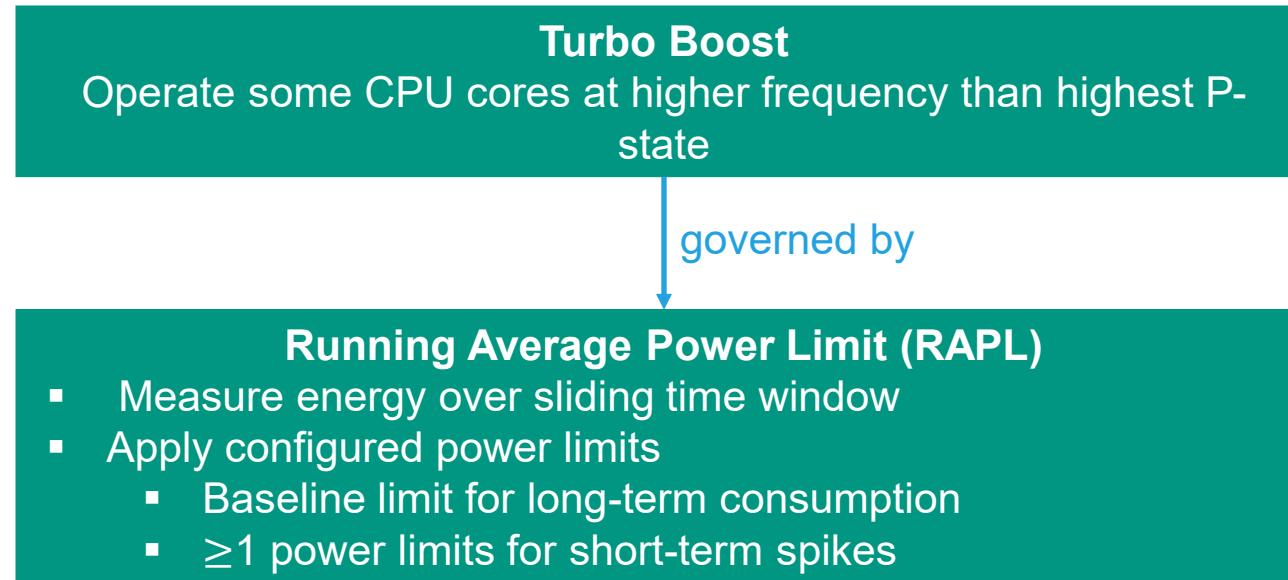 Turbo Boost
Operate some CPU cores at higher frequency than highest P-
state
governed by
Running Average Power Limit (RAPL)
▪ Measure energy over sliding time window
▪ Apply configured power limits
▪ Baseline limit for long-term consumption
▪ ≥1 power limits for short-term spikes